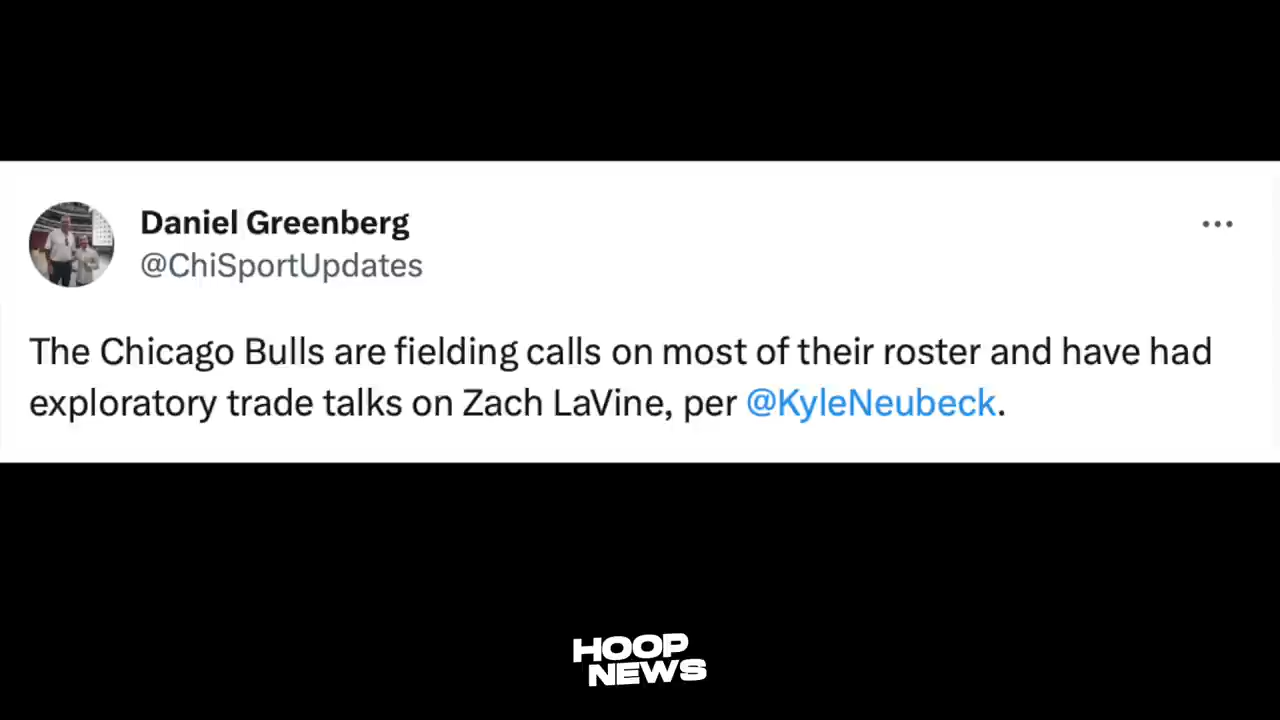 Daniel Greenberg
@ChiSportUpdates
The Chicago Bulls are fielding calls on most of their roster and have had
exploratory trade talks on Zach LaVine, per @KyleNeubeck.
HOOP
NEWS